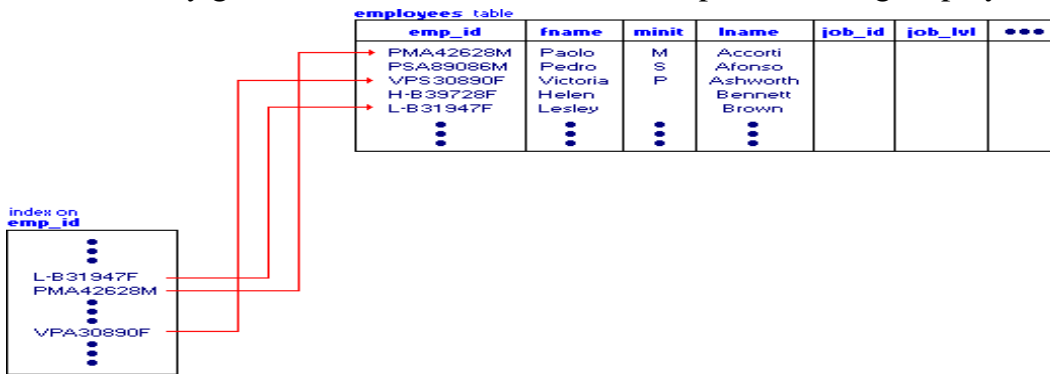 employees table
emp_id fname minit lname job_id job_lvl
PMA42628M Paolo M Accorti
PSA89086M Pedro S Afonso
VPS30890F Victoria P Ashworth
H-B39728F Helen Bennett
L-B31947F Lesley Brown
index on
emp_id
L-B31947F
PMA42628M
VPA30890F